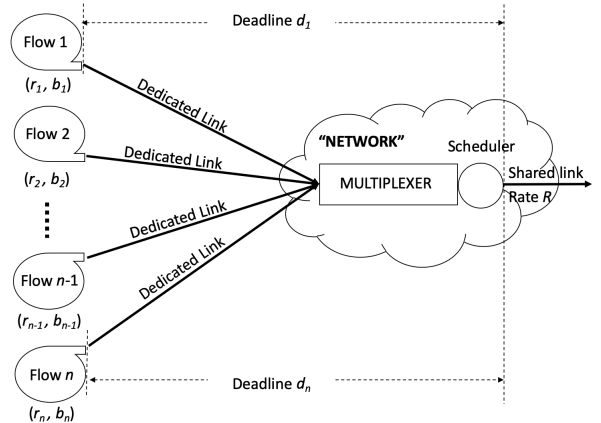 Deadline d1
Flow 1
(r1, b1)
Dedicated Link
Flow 2
(r2, b2)
Dedicated Link
"NETWORK"
Scheduler
MULTIPLEXER
Shared link
Rate R
Dedicated Link
Flow n-1
(rn-1, bn-1)
Dedicated Link
Flow n
(rn, bn)
Deadline dn